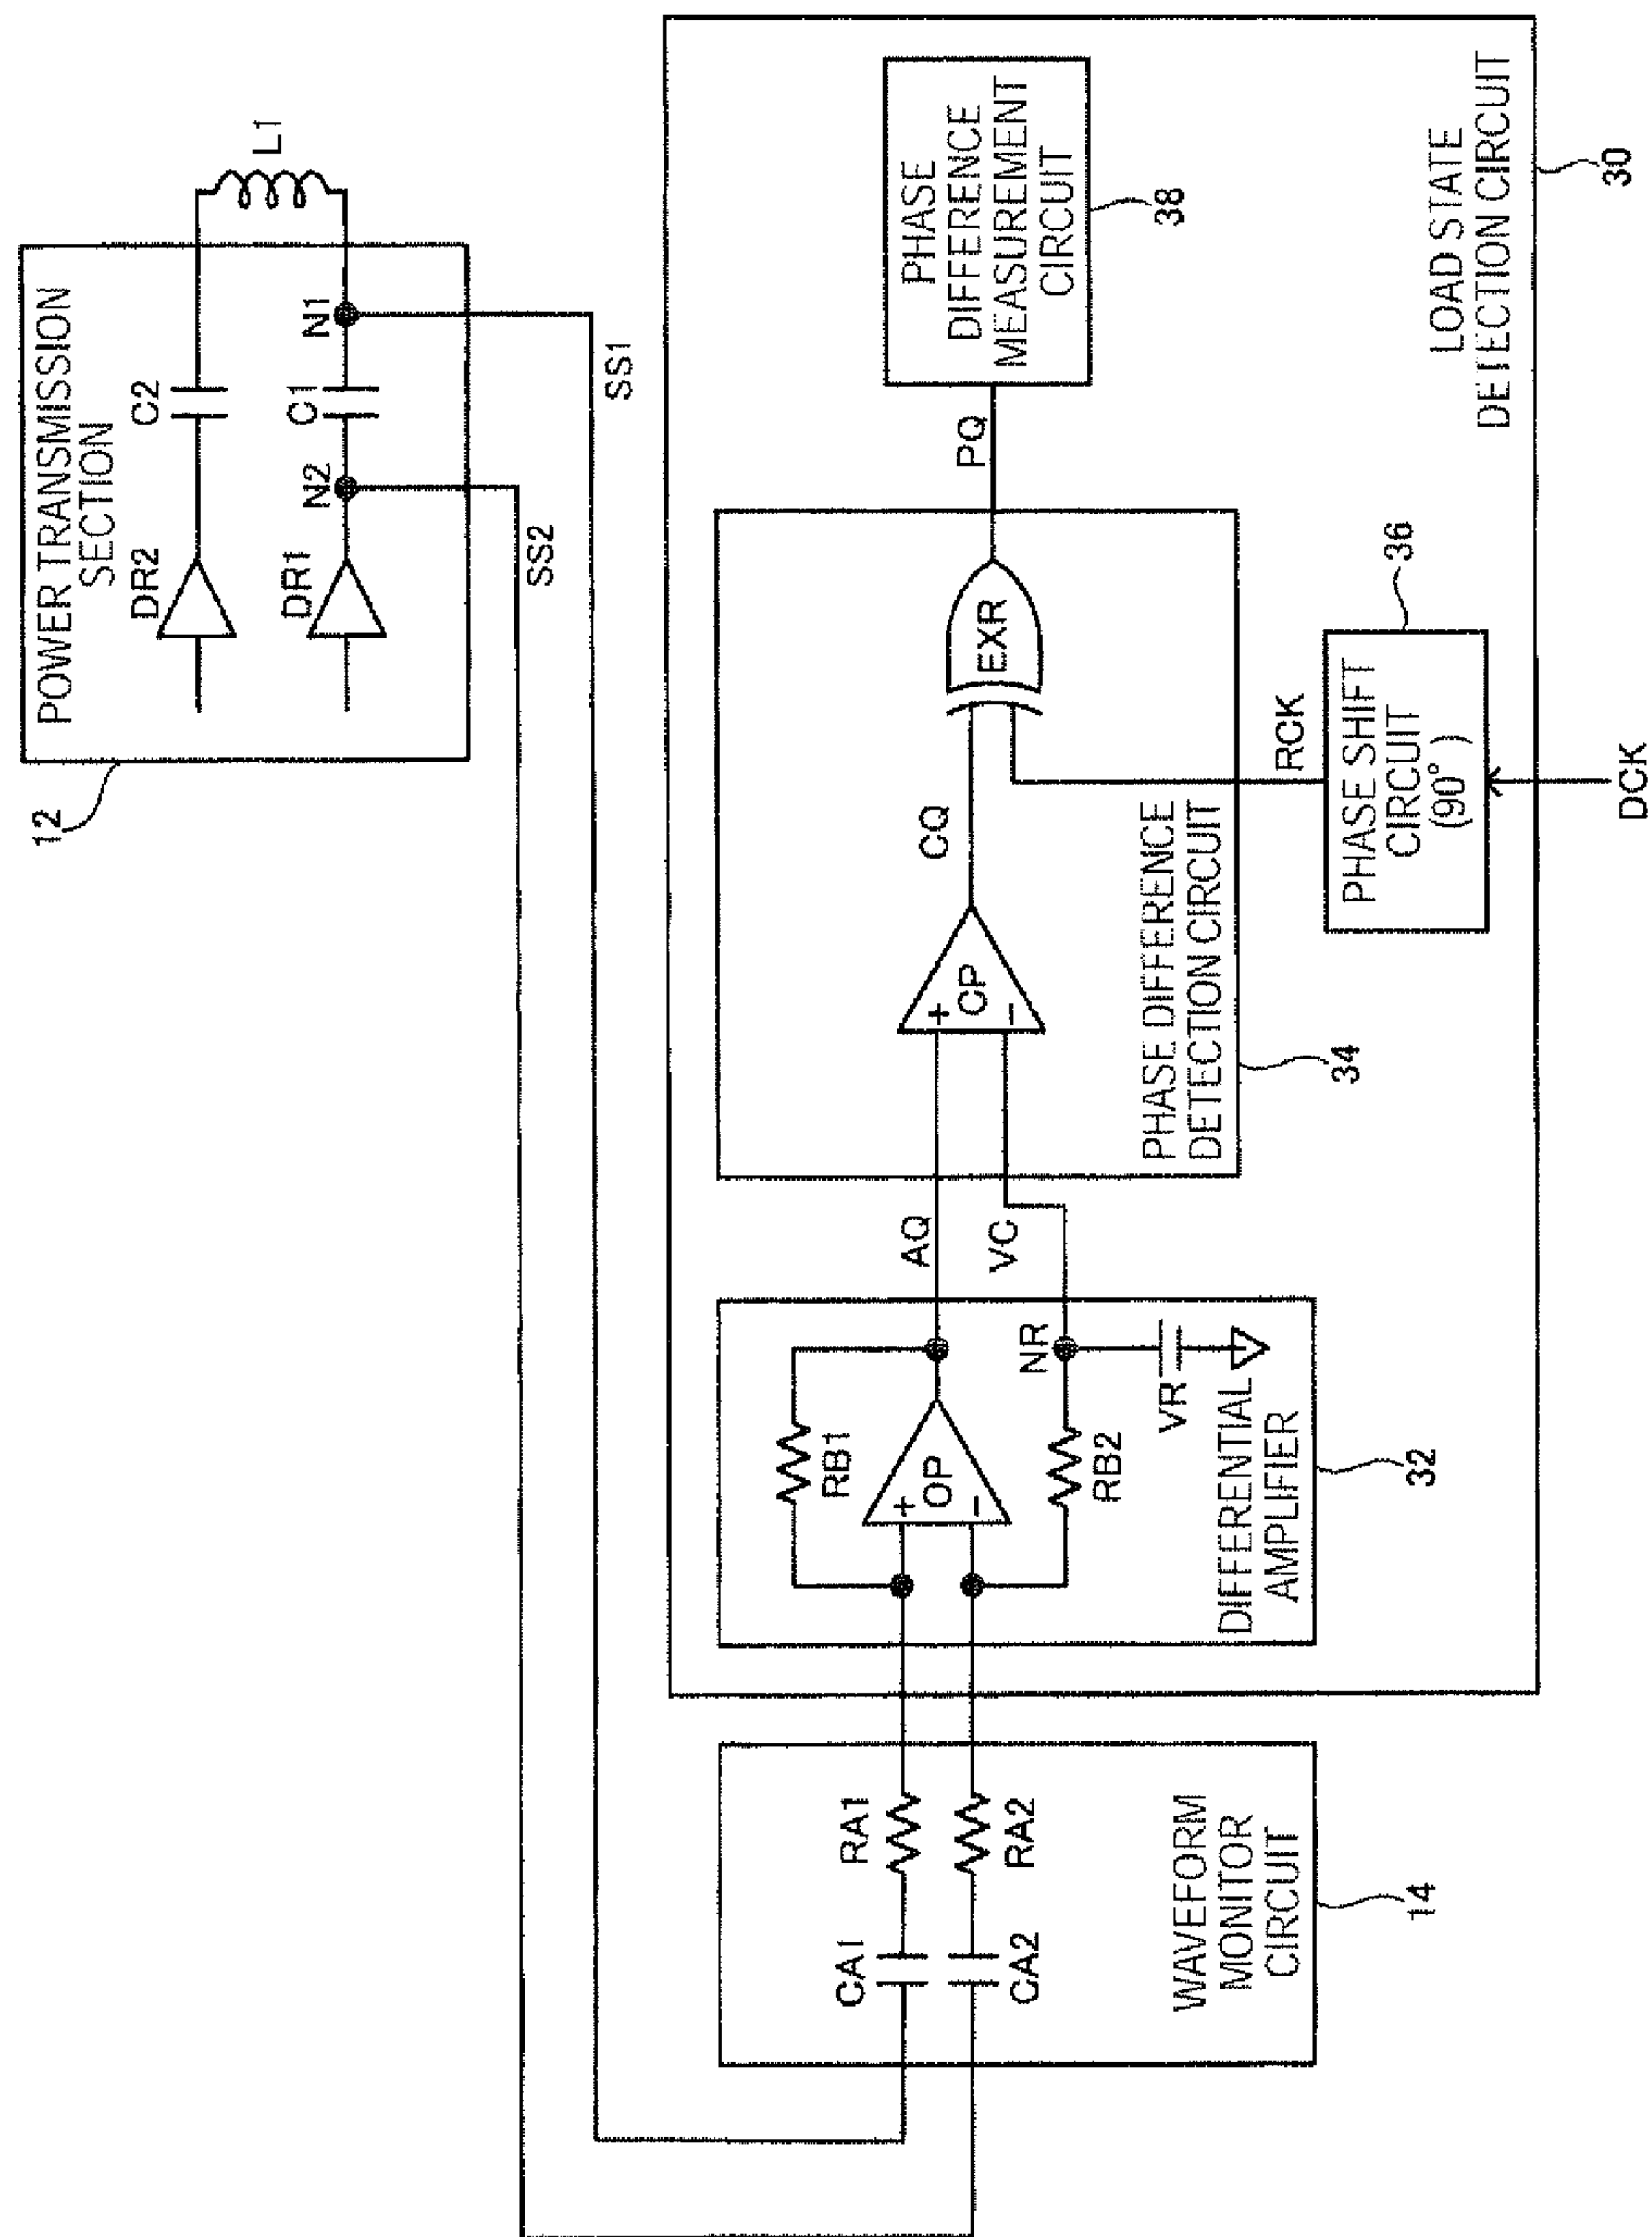 12
POWER TRANSMISSION
SECTION
DR2
C2
DR1
N2
C1
N1
L1
SS2
SS1
CA1
RA1
CA2
RA2
WAVEFORM
MONITOR
CIRCUIT
14
RB1
+
OP
−
RB2
NR
VR
DIFFERENTIAL
AMPLIFIER
32
AQ
VC
+
CP
−
CQ
EXR
PHASE DIFFERENCE
DETECTION CIRCUIT
34
RCK
PHASE SHIFT
CIRCUIT
(90°)
36
DCK
PQ
PHASE
DIFFERENCE
MEASUREMENT
CIRCUIT
38
LOAD STATE
DETECTION CIRCUIT
30